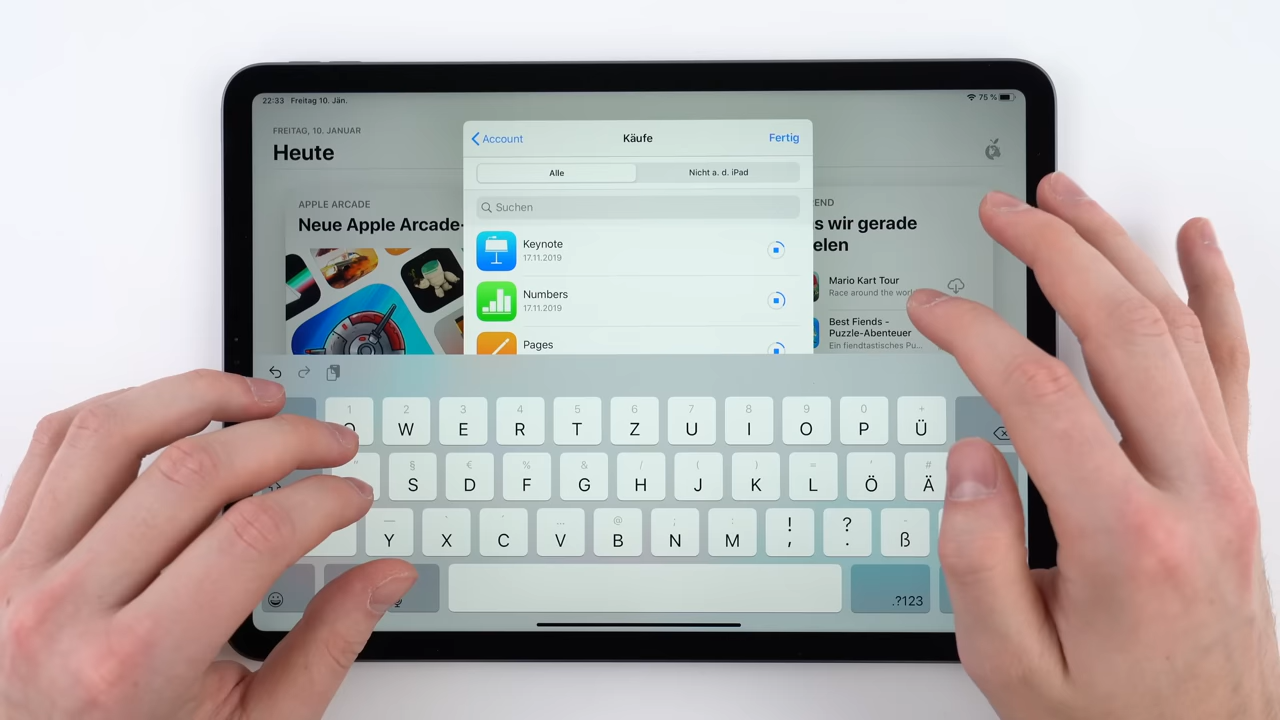 22:33 Freitag 10. Jän.
75 %
FREITAG, 10. JANUAR
Heute
Account
Käufe
Fertig
Alle
Nicht a. d. iPad
Suchen
APPLE ARCADE
Neue Apple Arcade-
Keynote
17.11.2019
Numbers
17.11.2019
Pages
END
s wir gerade
elen
Mario Kart Tour
Race around the
Best Fiends -
Puzzle-Abenteuer
Ein fiendtastisches Pu...
1 2 3 4 5 6 7 8 9 0 +
Q W E R T Z U I O P Ü
§ € % & / ( ) = ' #
S D F G H J K L Ö Ä
— … @ ; : ! ? -
Y X C V B N M , . ß
.?123